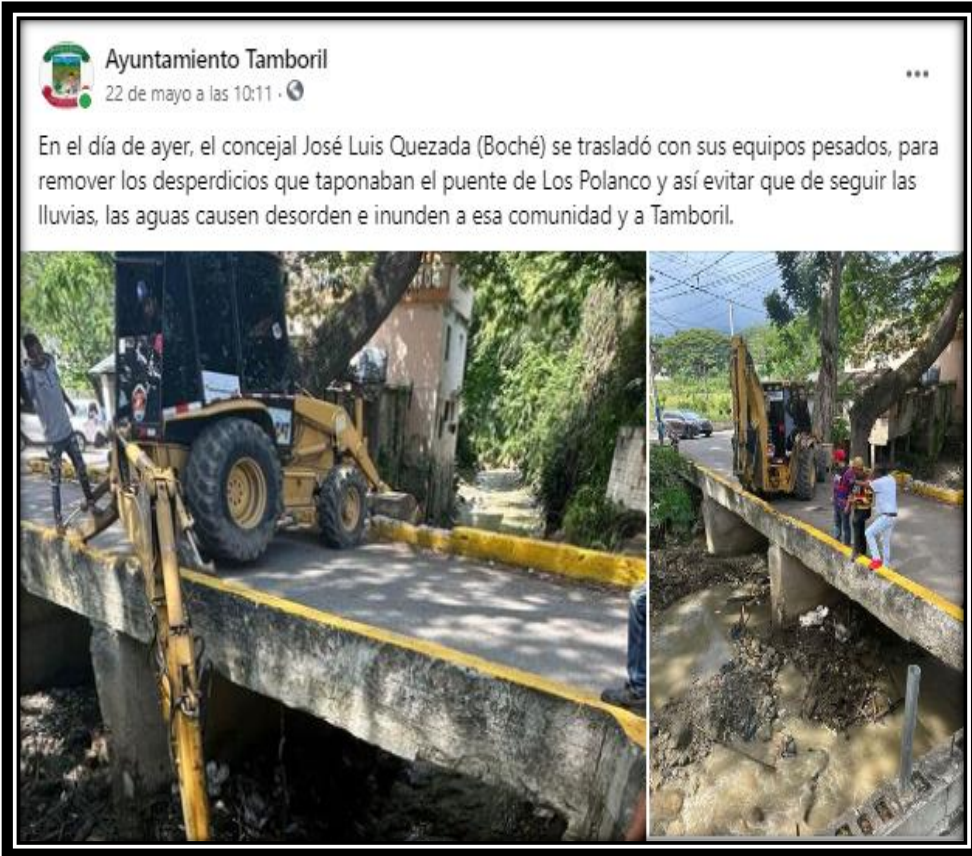 Ayuntamiento Tamboril
22 de mayo a las 10:11 ·
En el día de ayer, el concejal José Luis Quezada (Boché) se trasladó con sus equipos pesados, para
remover los desperdicios que taponaban el puente de Los Polanco y así evitar que de seguir las
lluvias, las aguas causen desorden e inunden a esa comunidad y a Tamboril.